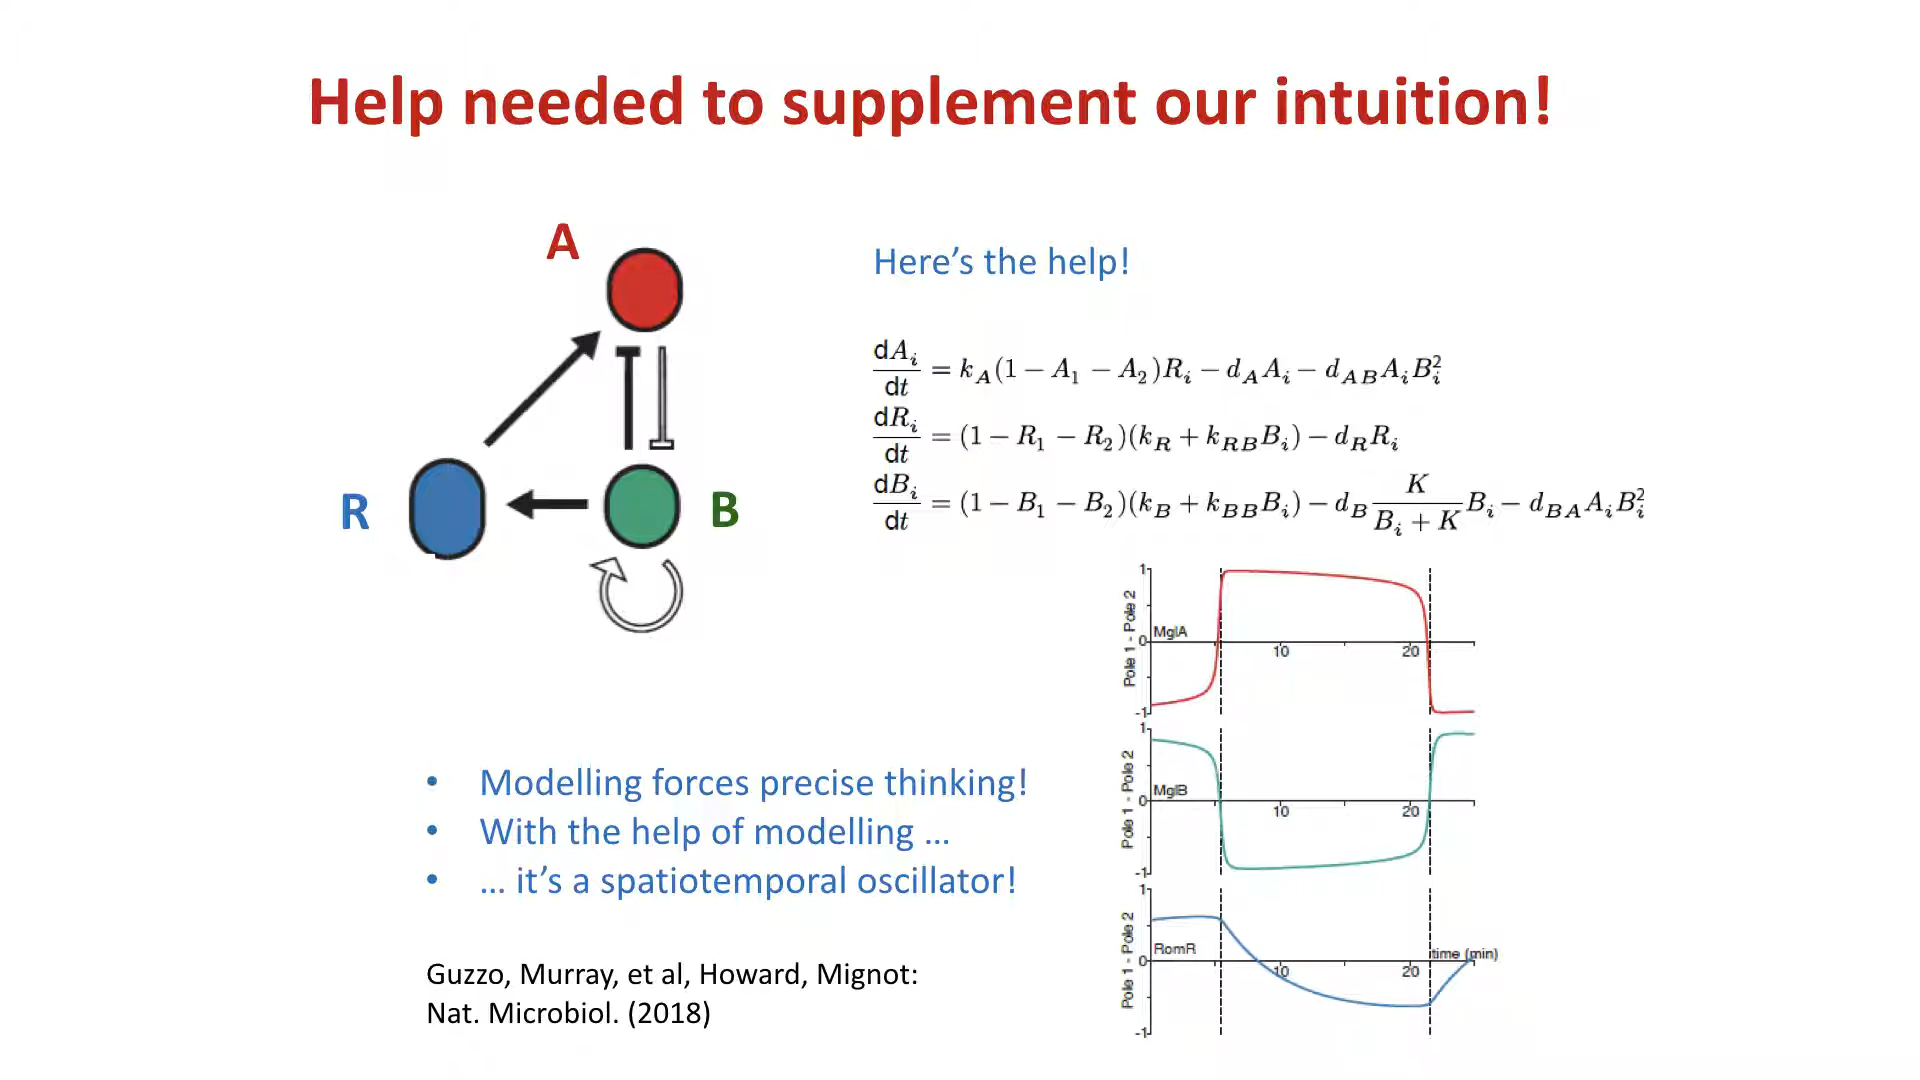 Help needed to supplement our intuition!
A
R
B
Here's the help!
dA_i/dt = k_A(1 − A_1 − A_2)R_i − d_A A_i − d_AB A_i B_i^2
dR_i/dt = (1 − R_1 − R_2)(k_R + k_RB B_i) − d_R R_i
dB_i/dt = (1 − B_1 − B_2)(k_B + k_BB B_i) − d_B K/(B_i + K) B_i − d_BA A_i B_i^2
• Modelling forces precise thinking!
• With the help of modelling ...
• ... it's a spatiotemporal oscillator!
Guzzo, Murray, et al, Howard, Mignot:
Nat. Microbiol. (2018)
Pole 1 - Pole 2
1
0
-1
MglA
10
20
Pole 1 - Pole 2
1
0
-1
MglB
10
20
Pole 1 - Pole 2
1
0
-1
RomR
10
20
time (min)